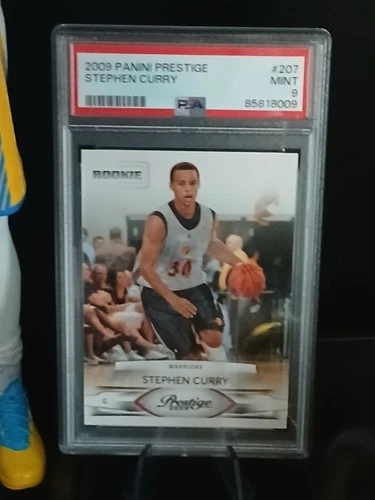 2009 PANINI PRESTIGE #207
STEPHEN CURRY MINT
9
PSA 85818009
ROOKIE
30
WARRIORS
STEPHEN CURRY
G
Prestige